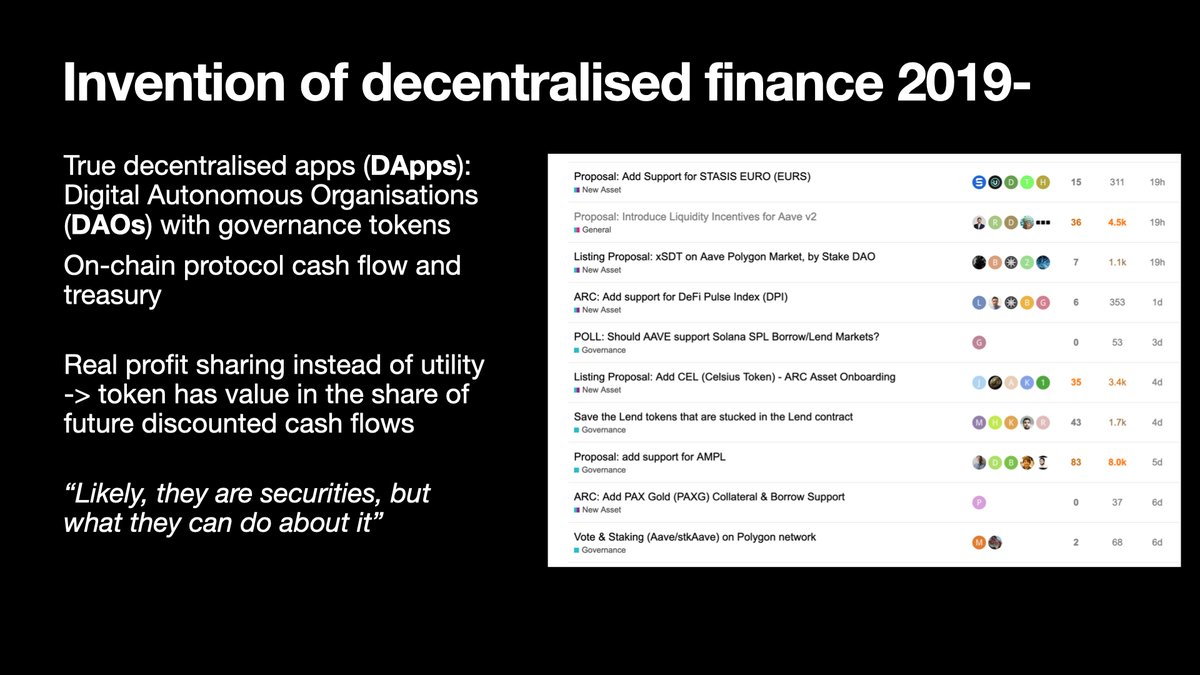 Invention of decentralised finance 2019-
True decentralised apps (DApps):
Digital Autonomous Organisations
(DAOs) with governance tokens
On-chain protocol cash flow and
treasury
Real profit sharing instead of utility
-> token has value in the share of
future discounted cash flows
“Likely, they are securities, but
what they can do about it”
Proposal: Add Support for STASIS EURO (EURS)
New Asset
S D T H 15 311 19h
Proposal: Introduce Liquidity Incentives for Aave v2
General
R D 36 4.5k 19h
Listing Proposal: xSDT on Aave Polygon Market, by Stake DAO
New Asset
B 2 7 1.1k 19h
ARC: Add support for DeFi Pulse Index (DPI)
New Asset
L B G 6 353 1d
POLL: Should AAVE support Solana SPL Borrow/Lend Markets?
Governance
G 0 53 3d
Listing Proposal: Add CEL (Celsius Token) - ARC Asset Onboarding
New Asset
J A K 1 35 3.4k 4d
Save the Lend tokens that are stucked in the Lend contract
Governance
M N K R 43 1.7k 4d
Proposal: add support for AMPL
Governance
D B 83 8.0k 5d
ARC: Add PAX Gold (PAXG) Collateral & Borrow Support
New Asset
P 0 37 6d
Vote & Staking (Aave/stkAave) on Polygon network
Governance
M 2 68 6d